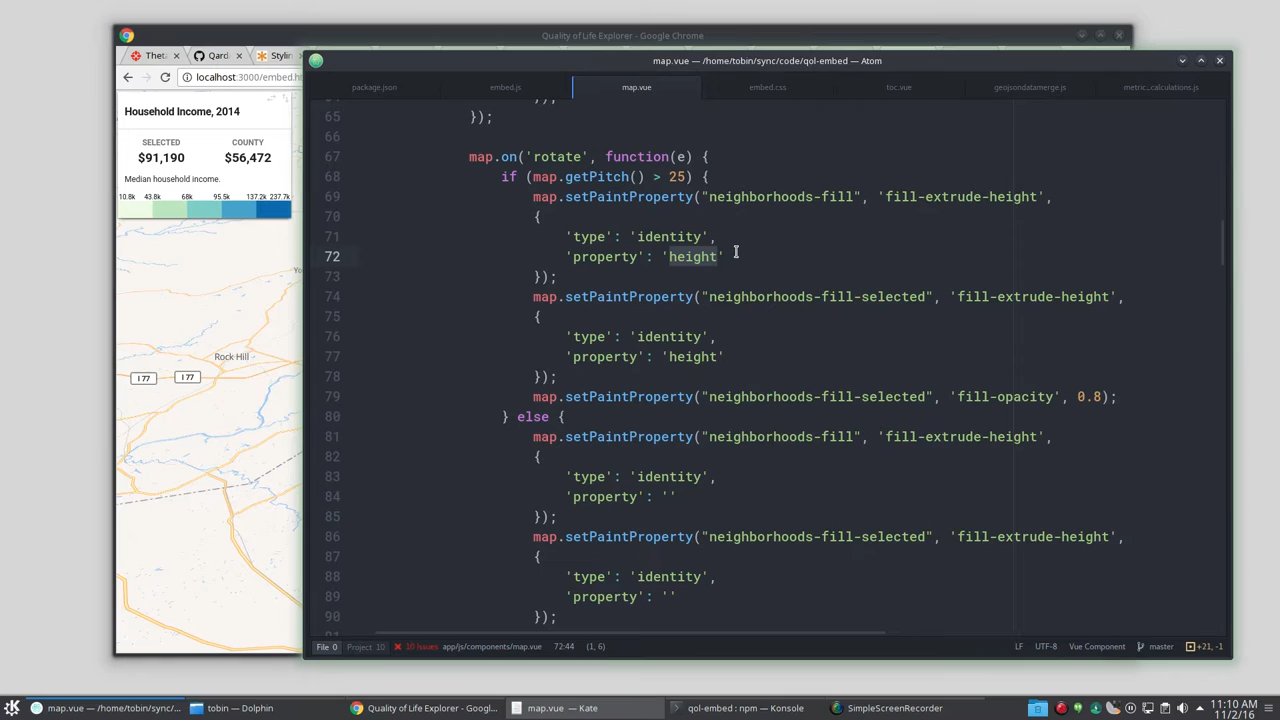 Quality of Life Explorer - Google Chrome
Thet
Qard
Stylin
localhost:3000/embed.h
Household Income, 2014
SELECTED COUNTY
$91,190 $56,472
Median household income.
10.8k 43.8k 68k 95.5k 137.2k 237.7k
Rock Hill
I 77 I 77
map.vue — /home/tobin/sync/code/qol-embed — Atom
package.json embed.js map.vue embed.css toc.vue geojsondatamerge.js metric_calculations.js
65 });
66
67 map.on('rotate', function(e) {
68 if (map.getPitch() > 25) {
69 map.setPaintProperty("neighborhoods-fill", 'fill-extrude-height',
70 {
71 'type': 'identity',
72 'property': 'height'
73 });
74 map.setPaintProperty("neighborhoods-fill-selected", 'fill-extrude-height',
75 {
76 'type': 'identity',
77 'property': 'height'
78 });
79 map.setPaintProperty("neighborhoods-fill-selected", 'fill-opacity', 0.8);
80 } else {
81 map.setPaintProperty("neighborhoods-fill", 'fill-extrude-height',
82 {
83 'type': 'identity',
84 'property': ''
85 });
86 map.setPaintProperty("neighborhoods-fill-selected", 'fill-extrude-height',
87 {
88 'type': 'identity',
89 'property': ''
90 });
File 0 Project 10 10 Issues app/js/components/map.vue 72:44 (1, 6) LF UTF-8 Vue Component master +21, -1
map.vue — /home/tobin/sync/... tobin — Dolphin Quality of Life Explorer - Googl... map.vue — Kate qol-embed : npm — Konsole SimpleScreenRecorder 11:10 AM
11/2/16